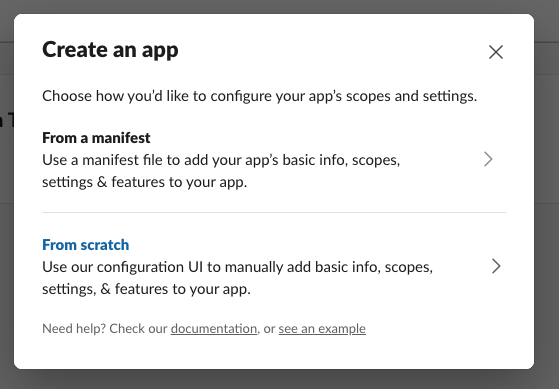 Create an app
Choose how you'd like to configure your app's scopes and settings.
From a manifest
Use a manifest file to add your app's basic info, scopes,
settings & features to your app.
From scratch
Use our configuration UI to manually add basic info, scopes,
settings, & features to your app.
Need help? Check our documentation, or see an example